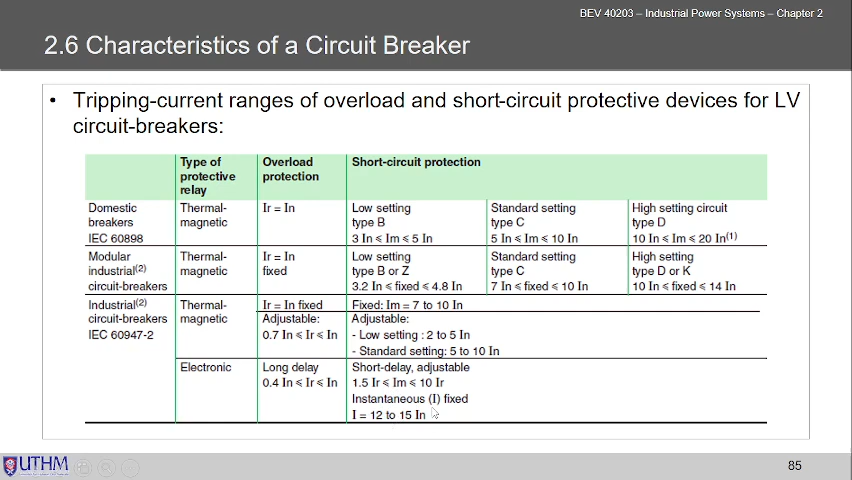 BEV 40203 – Industrial Power Systems – Chapter 2
2.6 Characteristics of a Circuit Breaker
• Tripping-current ranges of overload and short-circuit protective devices for LV
circuit-breakers:
Type of protective relay
Overload protection
Short-circuit protection
Domestic breakers IEC 60898
Thermal-magnetic
Ir = In
Low setting type B 3 In ⩽ Im ⩽ 5 In
Standard setting type C 5 In ⩽ Im ⩽ 10 In
High setting circuit type D 10 In ⩽ Im ⩽ 20 In(1)
Modular industrial(2) circuit-breakers
Thermal-magnetic
Ir = In fixed
Low setting type B or Z 3.2 In ⩽ fixed ⩽ 4.8 In
Standard setting type C 7 In ⩽ fixed ⩽ 10 In
High setting type D or K 10 In ⩽ fixed ⩽ 14 In
Industrial(2) circuit-breakers IEC 60947-2
Thermal-magnetic
Ir = In fixed
Fixed: Im = 7 to 10 In
Adjustable: 0.7 In ⩽ Ir ⩽ In
Adjustable:
- Low setting : 2 to 5 In
- Standard setting: 5 to 10 In
Electronic
Long delay 0.4 In ⩽ Ir ⩽ In
Short-delay, adjustable
1.5 Ir ⩽ Im ⩽ 10 Ir
Instantaneous (I) fixed
I = 12 to 15 In
UTHM
85